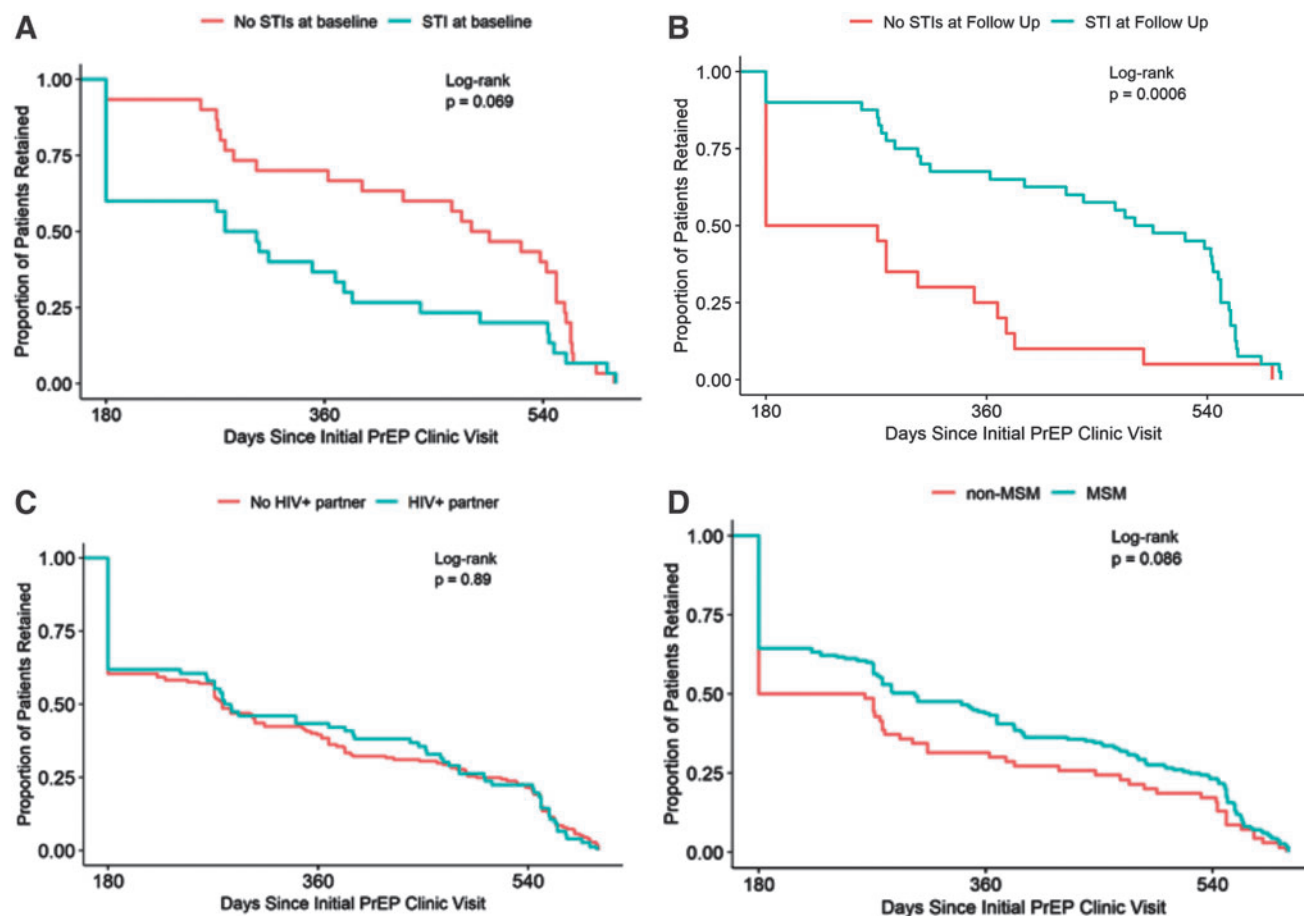 A
No STIs at baseline STI at baseline
Log-rank
p = 0.069
Proportion of Patients Retained
1.00
0.75
0.50
0.25
0.00
180 360 540
Days Since Initial PrEP Clinic Visit
B
No STIs at Follow Up STI at Follow Up
Log-rank
p = 0.0006
Proportion of Patients Retained
1.00
0.75
0.50
0.25
0.00
180 360 540
Days Since Initial PrEP Clinic Visit
C
No HIV+ partner HIV+ partner
Log-rank
p = 0.89
Proportion of Patients Retained
1.00
0.75
0.50
0.25
0.00
180 360 540
Days Since Initial PrEP Clinic Visit
D
non-MSM MSM
Log-rank
p = 0.086
Proportion of Patients Retained
1.00
0.75
0.50
0.25
0.00
180 360 540
Days Since Initial PrEP Clinic Visit